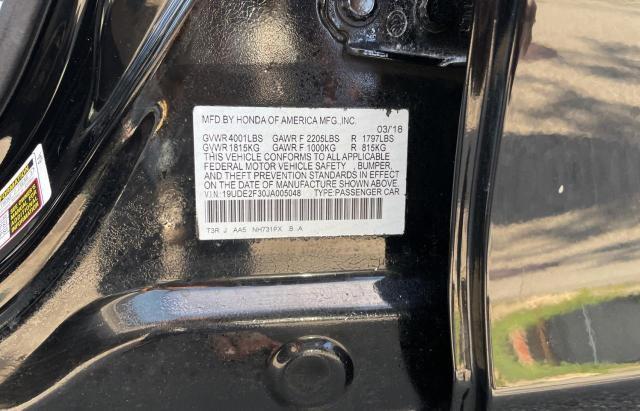 MFD BY HONDA OF AMERICA MFG.,INC.
03/18
GVWR 4001LBS GAWR F 2205LBS R 1797LBS
GVWR 1815KG GAWR F 1000KG R 815KG
THIS VEHICLE CONFORMS TO ALL APPLICABLE
FEDERAL MOTOR VEHICLE SAFETY , BUMPER,
AND THEFT PREVENTION STANDARDS IN EFFECT ON
THE DATE OF MANUFACTURE SHOWN ABOVE.
V.I.N: 19UDE2F30JA005048 TYPE:PASSENGER CAR
T3R J AA5 NH731PX B A